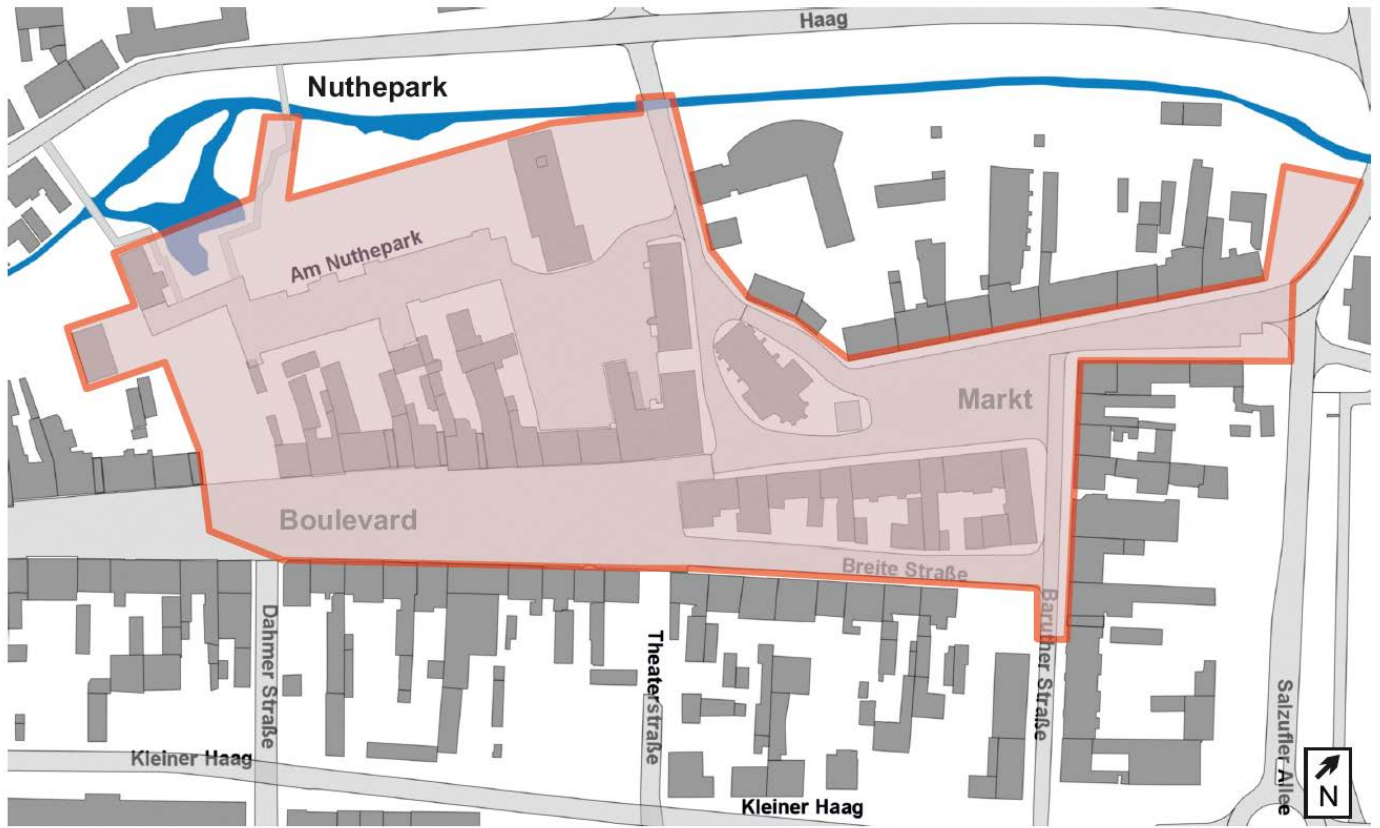 Haag
Nuthepark
Am Nuthepark
Markt
Boulevard
Breite Straße
Dahmer Straße
Theaterstraße
Baruther Straße
Salzufler Allee
Kleiner Haag
Kleiner Haag
N